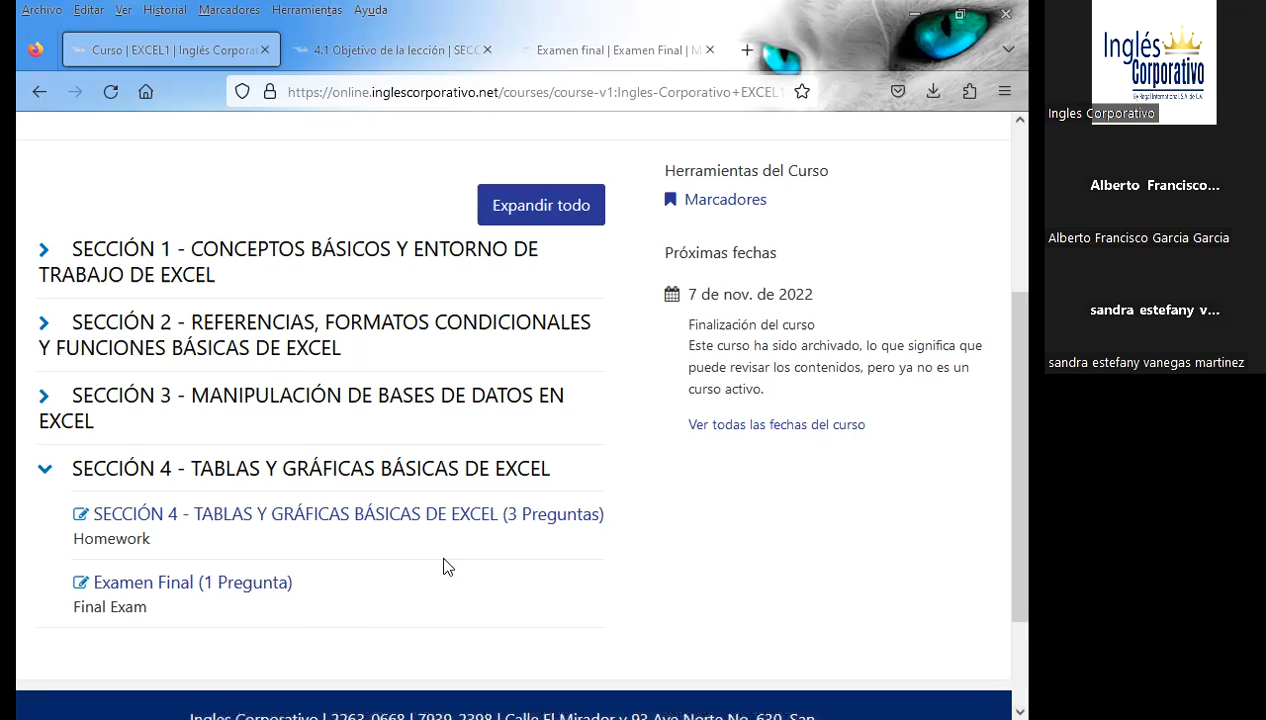 Archivo Editar Ver Historial Marcadores Herramientas Ayuda
Curso | EXCEL1 | Inglés Corporat
4.1 Objetivo de la lección | SECC
Examen final | Examen Final | M
https://online.inglescorporativo.net/courses/course-v1:Ingles-Corporativo+EXCEL1
Herramientas del Curso
Marcadores
Expandir todo
Próximas fechas
7 de nov. de 2022
Finalización del curso
Este curso ha sido archivado, lo que significa que
puede revisar los contenidos, pero ya no es un
curso activo.
Ver todas las fechas del curso
SECCIÓN 1 - CONCEPTOS BÁSICOS Y ENTORNO DE
TRABAJO DE EXCEL
SECCIÓN 2 - REFERENCIAS, FORMATOS CONDICIONALES
Y FUNCIONES BÁSICAS DE EXCEL
SECCIÓN 3 - MANIPULACIÓN DE BASES DE DATOS EN
EXCEL
SECCIÓN 4 - TABLAS Y GRÁFICAS BÁSICAS DE EXCEL
SECCIÓN 4 - TABLAS Y GRÁFICAS BÁSICAS DE EXCEL (3 Preguntas)
Homework
Examen Final (1 Pregunta)
Final Exam
Ingles Corporativo | 2263-0668 | 7939-2398 | Calle El Mirador y 93 Ave Norte No. 630, San
Inglés
Corporativo
Ingles Corporativo
Alberto Francisco...
Alberto Francisco Garcia Garcia
sandra estefany v...
sandra estefany vanegas martinez